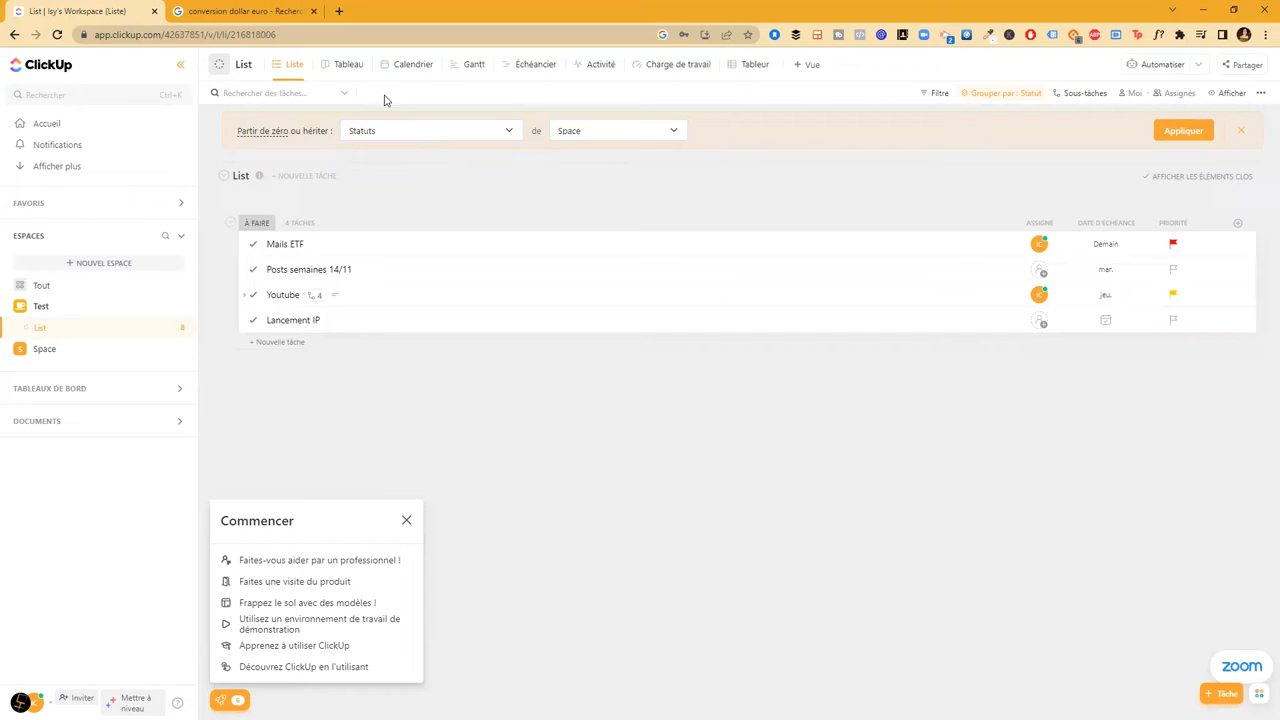 List | Isy's Workspace (Liste)
conversion dollar euro - Recher
app.clickup.com/42637851/v/l/li/216818006
ClickUp
List
Liste
Tableau
Calendrier
Gantt
Échéancier
Activité
Charge de travail
Tableur
+ Vue
Automatiser
Partager
Rechercher
Ctrl+K
Rechercher des tâches...
Filtre
Grouper par : Statut
Sous-tâches
Moi
Assignés
Afficher
Accueil
Notifications
Afficher plus
FAVORIS
ESPACES
+ NOUVEL ESPACE
Tout
Test
List
8
S Space
TABLEAUX DE BORD
DOCUMENTS
Partir de zéro ou hériter :
Statuts
de
Space
Appliquer
List
+ NOUVELLE TÂCHE
AFFICHER LES ÉLÉMENTS CLOS
À FAIRE
4 TÂCHES
ASSIGNÉ
DATE D'ÉCHÉANCE
PRIORITÉ
Mails ETF
Demain
Posts semaines 14/11
mar.
Youtube
4
jeu.
Lancement IP
+ Nouvelle tâche
Commencer
Faites-vous aider par un professionnel !
Faites une visite du produit
Frappez le sol avec des modèles !
Utilisez un environnement de travail de
démonstration
Apprenez à utiliser ClickUp
Découvrez ClickUp en l'utilisant
6
Inviter
Mettre à
niveau
zoom
+ Tâche